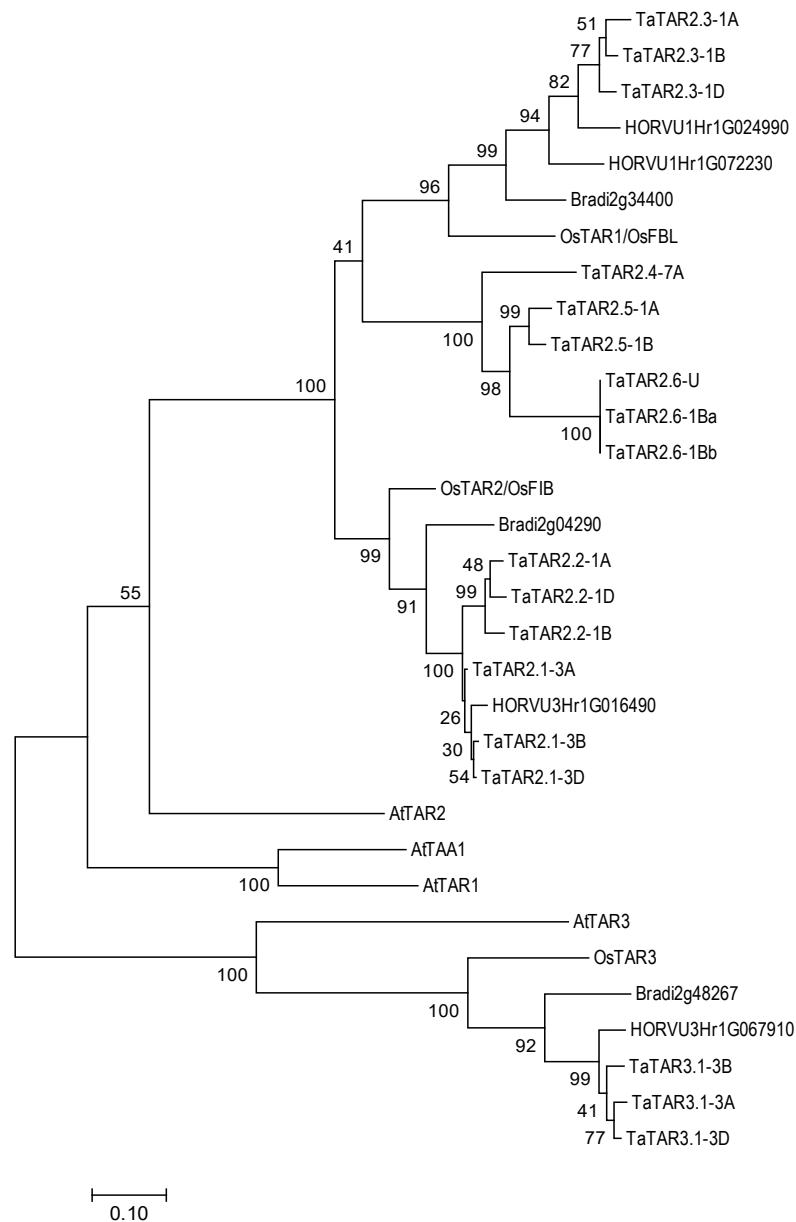 TaTAR2.3-1A
51
TaTAR2.3-1B
77
TaTAR2.3-1D
82
94
HORVU1Hr1G024990
99
HORVU1Hr1G072230
96
Bradi2g34400
OsTAR1/OsFBL
41
TaTAR2.4-7A
99
TaTAR2.5-1A
100
TaTAR2.5-1B
100
98
TaTAR2.6-U
TaTAR2.6-1Ba
100
TaTAR2.6-1Bb
OsTAR2/OsFIB
99
Bradi2g04290
48
TaTAR2.2-1A
55
99
TaTAR2.2-1D
91
TaTAR2.2-1B
100
TaTAR2.1-3A
26
HORVU3Hr1G016490
30
TaTAR2.1-3B
54
TaTAR2.1-3D
AtTAR2
AtTAA1
100
AtTAR1
AtTAR3
100
OsTAR3
100
Bradi2g48267
92
HORVU3Hr1G067910
99
TaTAR3.1-3B
41
TaTAR3.1-3A
77
TaTAR3.1-3D
0.10